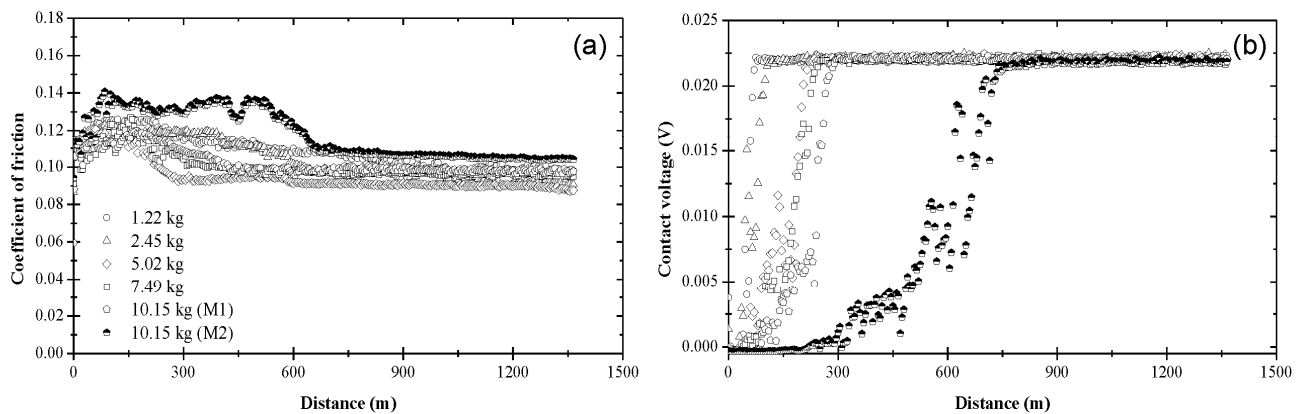 0.18
0.16
0.14
0.12
0.10
0.08
0.06
0.04
0.02
0.00
0
300
600
900
1200
1500
Coefficient of friction
Distance (m)
(a)
1.22 kg
2.45 kg
5.02 kg
7.49 kg
10.15 kg (M1)
10.15 kg (M2)
0.025
0.020
0.015
0.010
0.005
0.000
0
300
600
900
1200
1500
Contact voltage (V)
Distance (m)
(b)